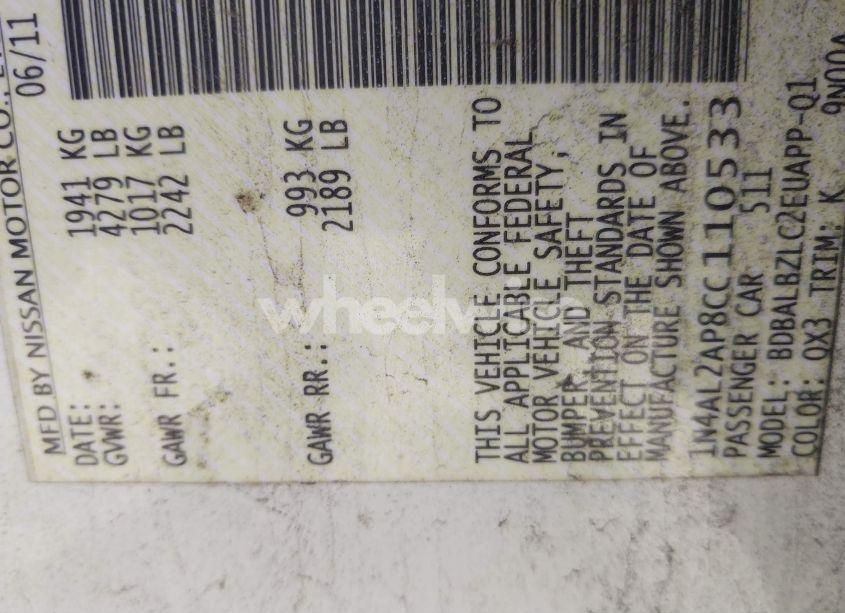 MFD BY NISSAN MOTOR CO.,
DATE: 06/11
GVWR: 1941 KG
4279 LB
GAWR FR.: 1017 KG
2242 LB
GAWR RR.: 993 KG
2189 LB
THIS VEHICLE CONFORMS TO
ALL APPLICABLE FEDERAL
MOTOR VEHICLE SAFETY,
BUMPER, AND THEFT
PREVENTION STANDARDS IN
EFFECT ON THE DATE OF
MANUFACTURE SHOWN ABOVE.
1N4AL2AP8CC110533
PASSENGER CAR 511
MODEL: BDBALBZLC2EUAPP-Q1
COLOR: QX3 TRIM: K 9N00A